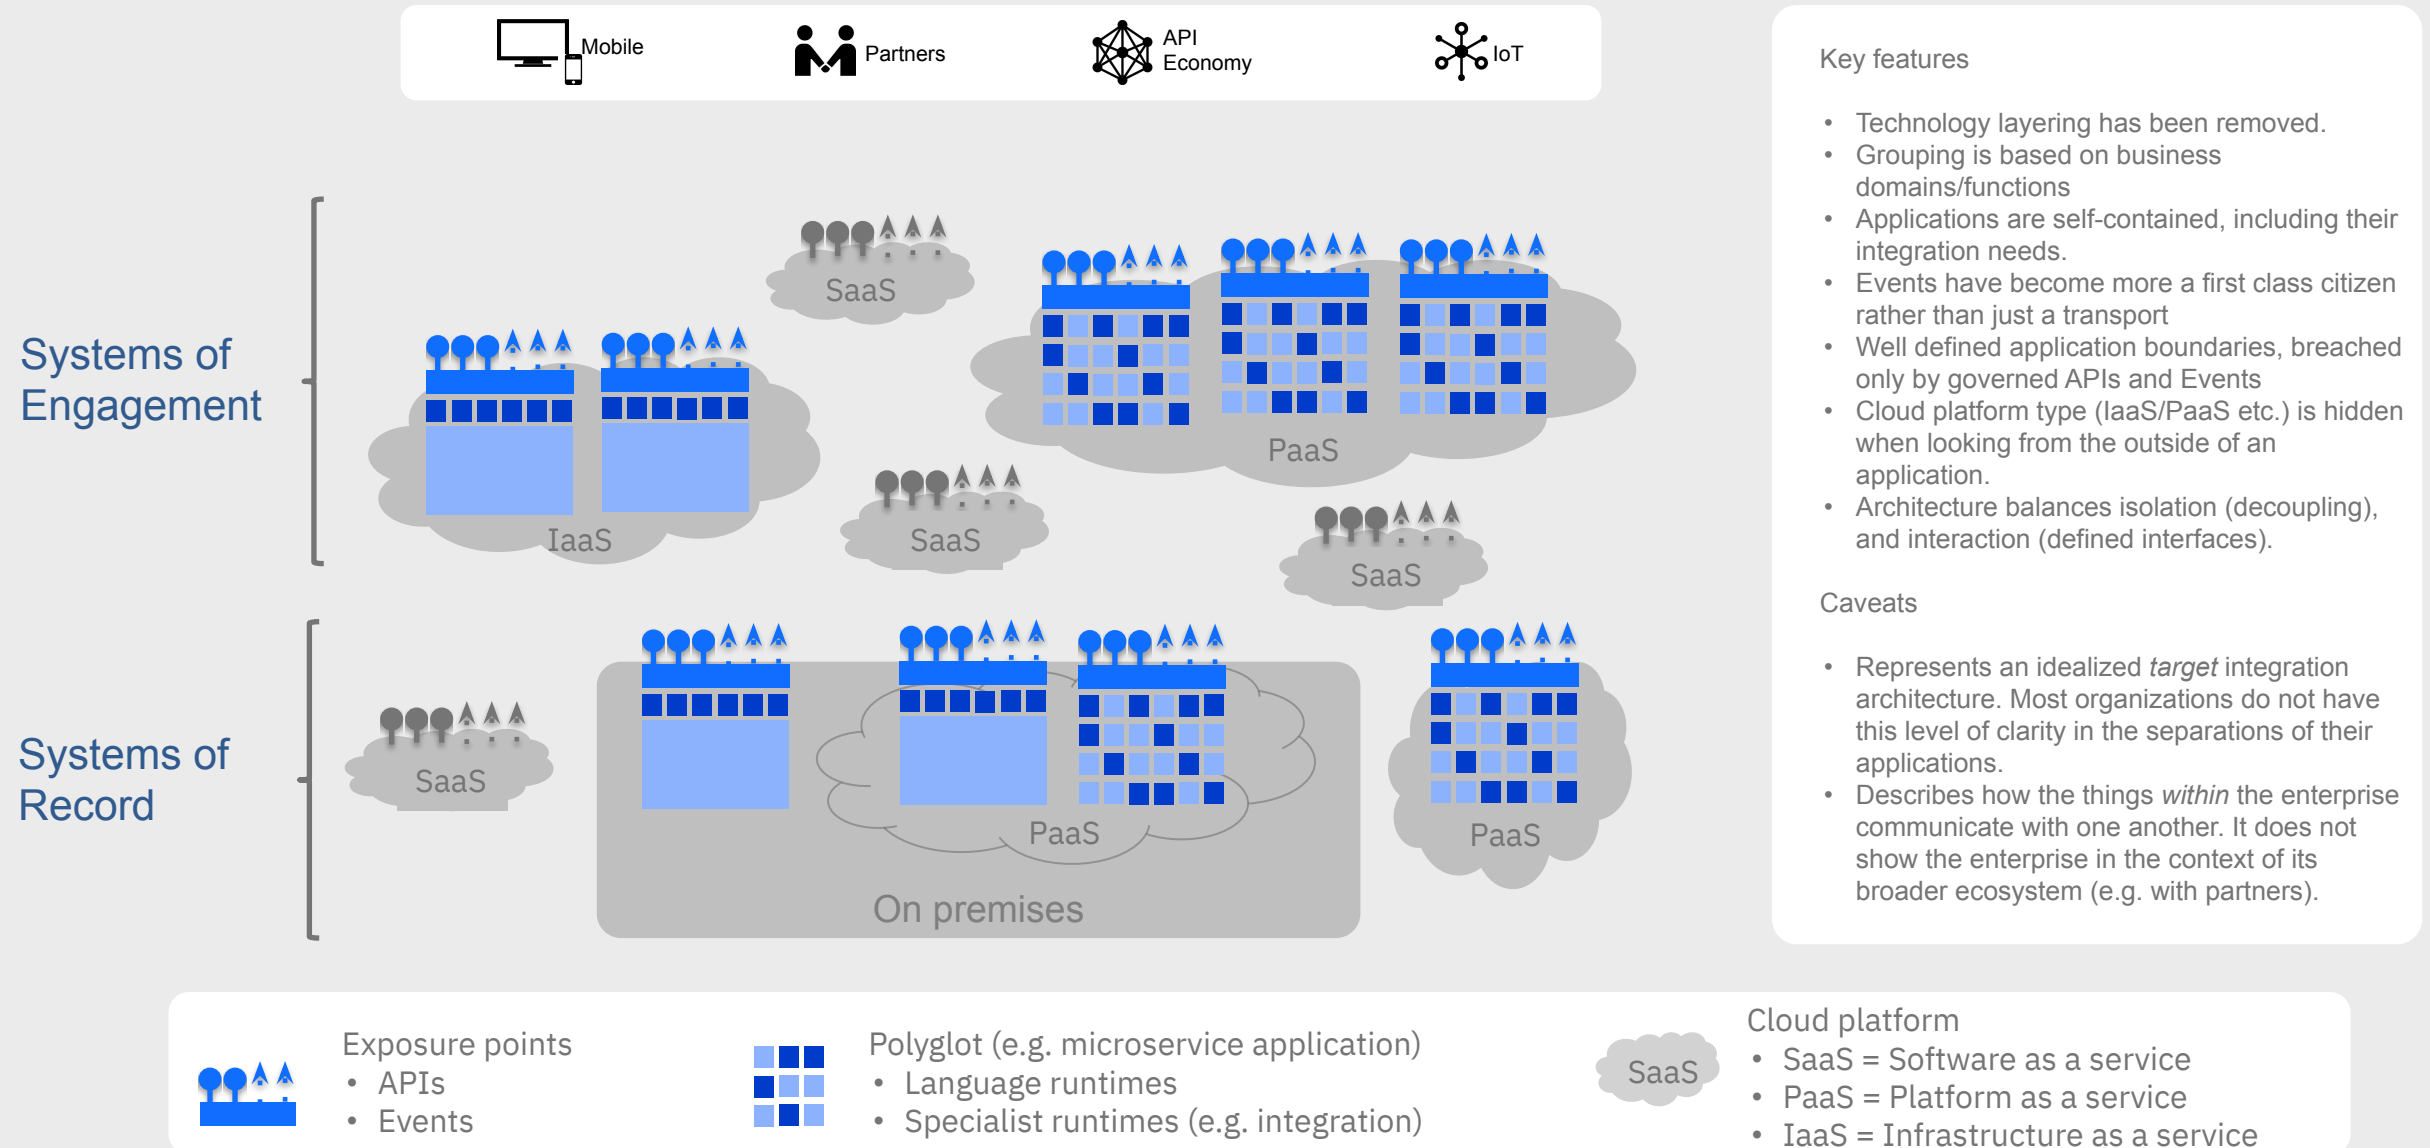 Mobile
Partners
API
Economy
IoT
Systems of
Engagement
SaaS
PaaS
IaaS
SaaS
SaaS
Systems of
Record
SaaS
PaaS
PaaS
On premises
Key features
• Technology layering has been removed.
• Grouping is based on business
domains/functions
• Applications are self-contained, including their
integration needs.
• Events have become more a first class citizen
rather than just a transport
• Well defined application boundaries, breached
only by governed APIs and Events
• Cloud platform type (IaaS/PaaS etc.) is hidden
when looking from the outside of an
application.
• Architecture balances isolation (decoupling),
and interaction (defined interfaces).
Caveats
• Represents an idealized target integration
architecture. Most organizations do not have
this level of clarity in the separations of their
applications.
• Describes how the things within the enterprise
communicate with one another. It does not
show the enterprise in the context of its
broader ecosystem (e.g. with partners).
Exposure points
• APIs
• Events
Polyglot (e.g. microservice application)
• Language runtimes
• Specialist runtimes (e.g. integration)
SaaS
Cloud platform
• SaaS = Software as a service
• PaaS = Platform as a service
• IaaS = Infrastructure as a service